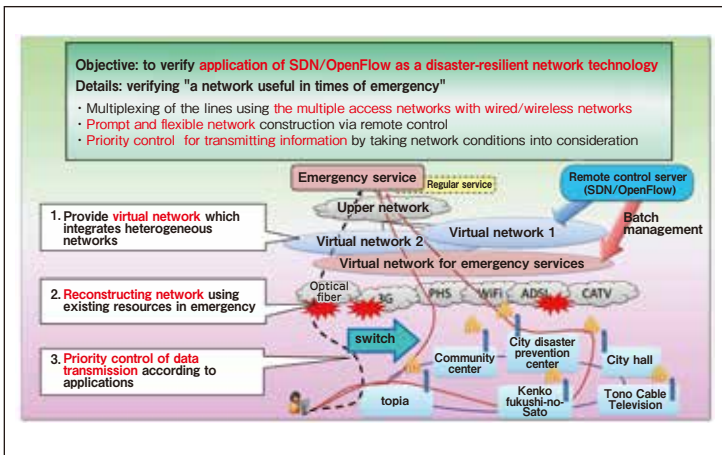 Objective: to verify application of SDN/OpenFlow as a disaster-resilient network technology
Details: verifying "a network useful in times of emergency"
・Multiplexing of the lines using the multiple access networks with wired/wireless networks
・Prompt and flexible network construction via remote control
・Priority control for transmitting information by taking network conditions into consideration
Emergency service
Regular service
Remote control server
(SDN/OpenFlow)
Upper network
Batch
management
1. Provide virtual network which
integrates heterogeneous
networks
Virtual network 1
Virtual network 2
Virtual network for emergency services
2. Reconstructing network using
existing resources in emergency
Optical
fiber
3G
PHS
WiFi
ADSL
CATV
switch
3. Priority control of data
transmission according to
applications
Community
center
City disaster
prevention
center
City hall
topia
Kenko
fukushi-no-
Sato
Tono Cable
Television